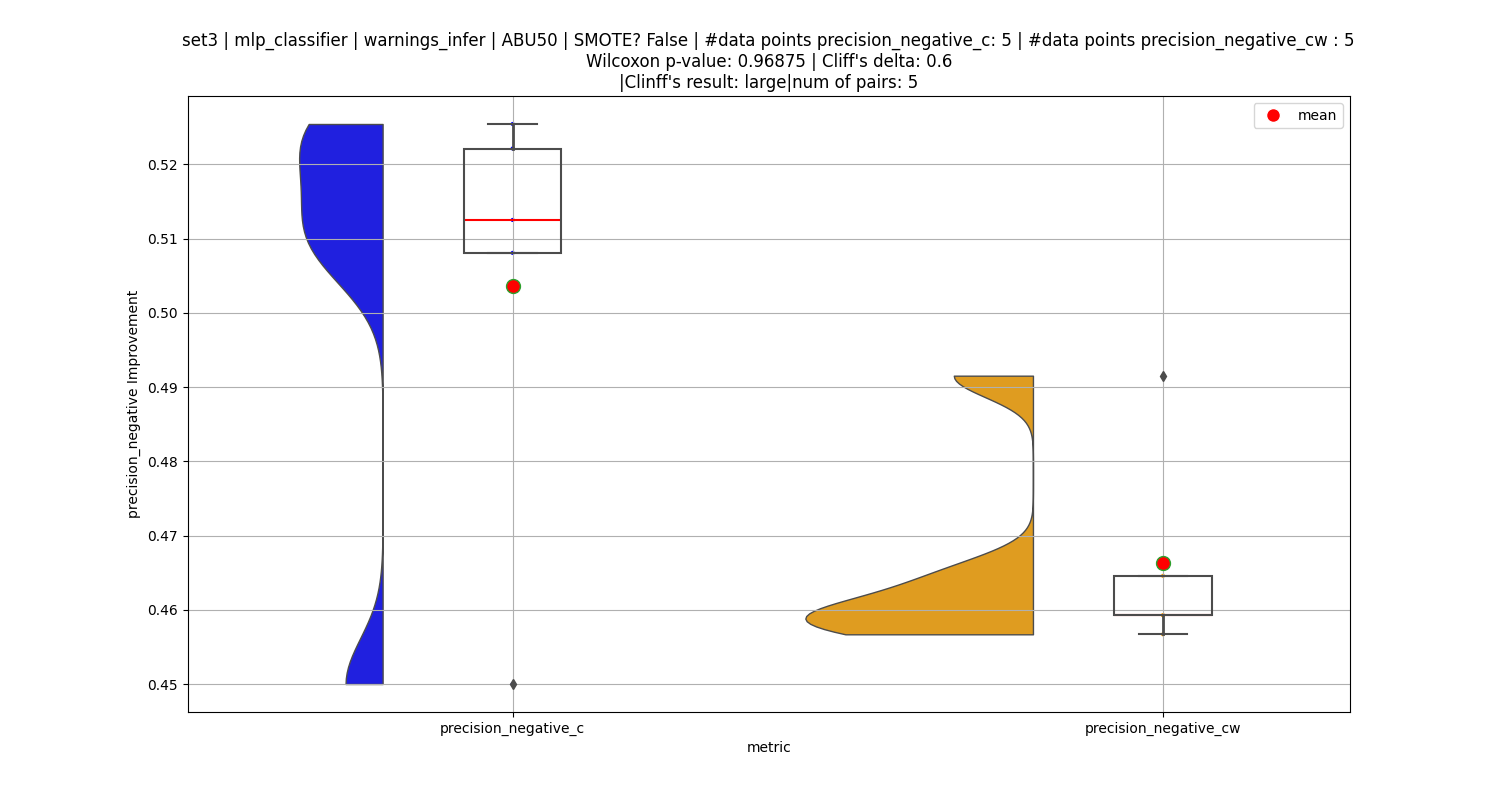 set3 | mlp_classifier | warnings_infer | ABU50 | SMOTE? False | #data points precision_negative_c: 5 | #data points precision_negative_cw : 5
Wilcoxon p-value: 0.96875 | Cliff's delta: 0.6
|Clinff's result: large|num of pairs: 5
mean
0.52
0.51
0.50
0.49
0.48
0.47
0.46
0.45
precision_negative Improvement
precision_negative_c
precision_negative_cw
metric